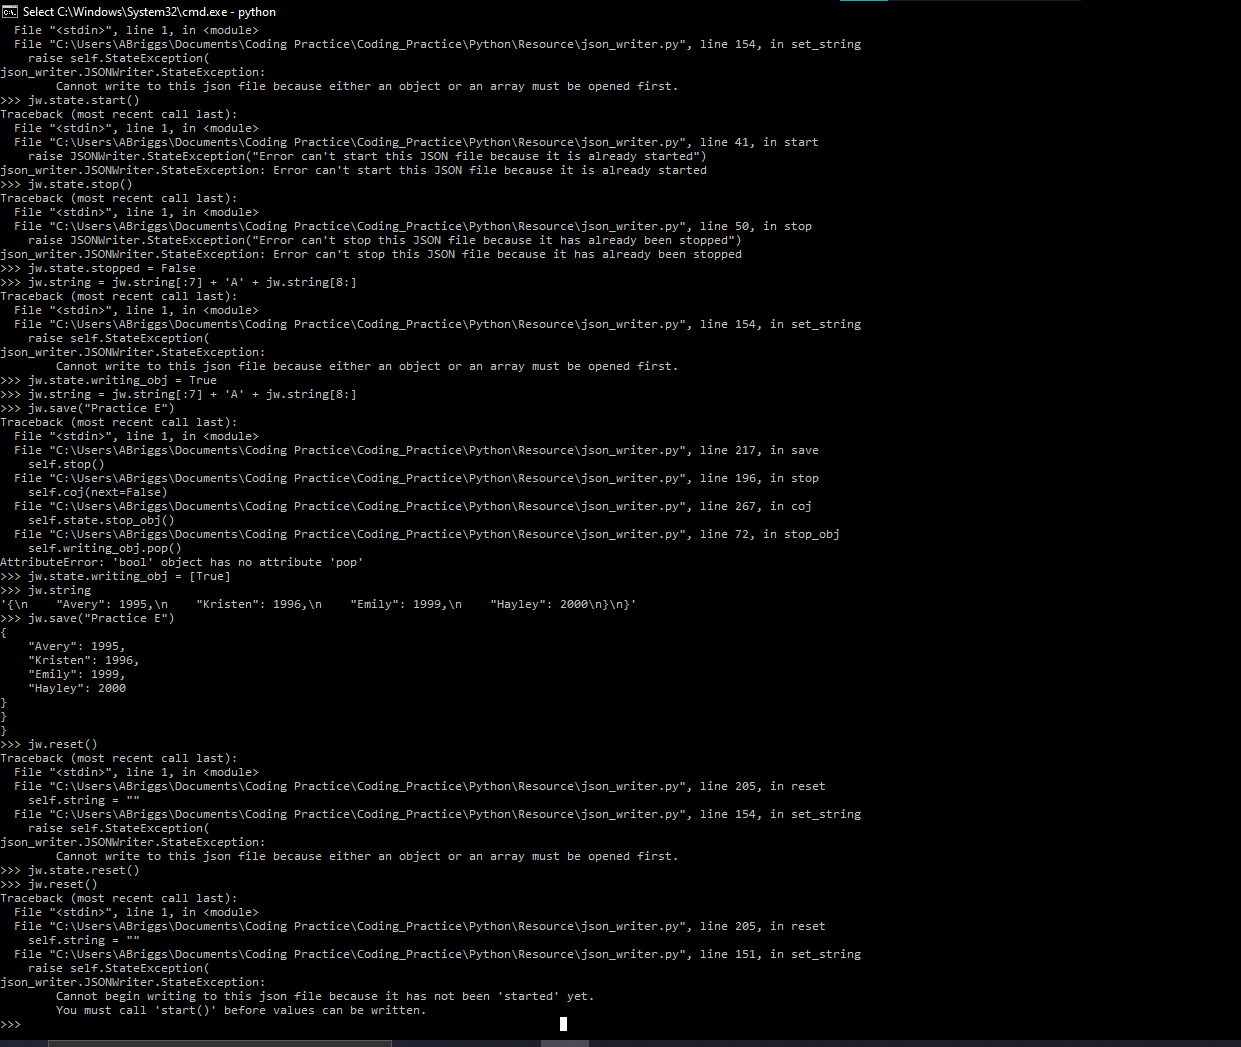 Select C:\Windows\System32\cmd.exe - python
  File "<stdin>", line 1, in <module>
  File "C:\Users\ABriggs\Documents\Coding Practice\Coding_Practice\Python\Resource\json_writer.py", line 154, in set_string
    raise self.StateException(
json_writer.JSONWriter.StateException:
        Cannot write to this json file because either an object or an array must be opened first.
>>> jw.state.start()
Traceback (most recent call last):
  File "<stdin>", line 1, in <module>
  File "C:\Users\ABriggs\Documents\Coding Practice\Coding_Practice\Python\Resource\json_writer.py", line 41, in start
    raise JSONWriter.StateException("Error can't start this JSON file because it is already started")
json_writer.JSONWriter.StateException: Error can't start this JSON file because it is already started
>>> jw.state.stop()
Traceback (most recent call last):
  File "<stdin>", line 1, in <module>
  File "C:\Users\ABriggs\Documents\Coding Practice\Coding_Practice\Python\Resource\json_writer.py", line 50, in stop
    raise JSONWriter.StateException("Error can't stop this JSON file because it has already been stopped")
json_writer.JSONWriter.StateException: Error can't stop this JSON file because it has already been stopped
>>> jw.state.stopped = False
>>> jw.string = jw.string[:7] + 'A' + jw.string[8:]
Traceback (most recent call last):
  File "<stdin>", line 1, in <module>
  File "C:\Users\ABriggs\Documents\Coding Practice\Coding_Practice\Python\Resource\json_writer.py", line 154, in set_string
    raise self.StateException(
json_writer.JSONWriter.StateException:
        Cannot write to this json file because either an object or an array must be opened first.
>>> jw.state.writing_obj = True
>>> jw.string = jw.string[:7] + 'A' + jw.string[8:]
>>> jw.save("Practice E")
Traceback (most recent call last):
  File "<stdin>", line 1, in <module>
  File "C:\Users\ABriggs\Documents\Coding Practice\Coding_Practice\Python\Resource\json_writer.py", line 217, in save
    self.stop()
  File "C:\Users\ABriggs\Documents\Coding Practice\Coding_Practice\Python\Resource\json_writer.py", line 196, in stop
    self.coj(next=False)
  File "C:\Users\ABriggs\Documents\Coding Practice\Coding_Practice\Python\Resource\json_writer.py", line 267, in coj
    self.state.stop_obj()
  File "C:\Users\ABriggs\Documents\Coding Practice\Coding_Practice\Python\Resource\json_writer.py", line 72, in stop_obj
    self.writing_obj.pop()
AttributeError: 'bool' object has no attribute 'pop'
>>> jw.state.writing_obj = [True]
>>> jw.string
'{\n    "Avery": 1995,\n    "Kristen": 1996,\n    "Emily": 1999,\n    "Hayley": 2000\n}\n}'
>>> jw.save("Practice E")
{
    "Avery": 1995,
    "Kristen": 1996,
    "Emily": 1999,
    "Hayley": 2000
}
}
}
>>> jw.reset()
Traceback (most recent call last):
  File "<stdin>", line 1, in <module>
  File "C:\Users\ABriggs\Documents\Coding Practice\Coding_Practice\Python\Resource\json_writer.py", line 205, in reset
    self.string = ""
  File "C:\Users\ABriggs\Documents\Coding Practice\Coding_Practice\Python\Resource\json_writer.py", line 154, in set_string
    raise self.StateException(
json_writer.JSONWriter.StateException:
        Cannot write to this json file because either an object or an array must be opened first.
>>> jw.state.reset()
>>> jw.reset()
Traceback (most recent call last):
  File "<stdin>", line 1, in <module>
  File "C:\Users\ABriggs\Documents\Coding Practice\Coding_Practice\Python\Resource\json_writer.py", line 205, in reset
    self.string = ""
  File "C:\Users\ABriggs\Documents\Coding Practice\Coding_Practice\Python\Resource\json_writer.py", line 151, in set_string
    raise self.StateException(
json_writer.JSONWriter.StateException:
        Cannot begin writing to this json file because it has not been 'started' yet.
        You must call 'start()' before values can be written.
>>>